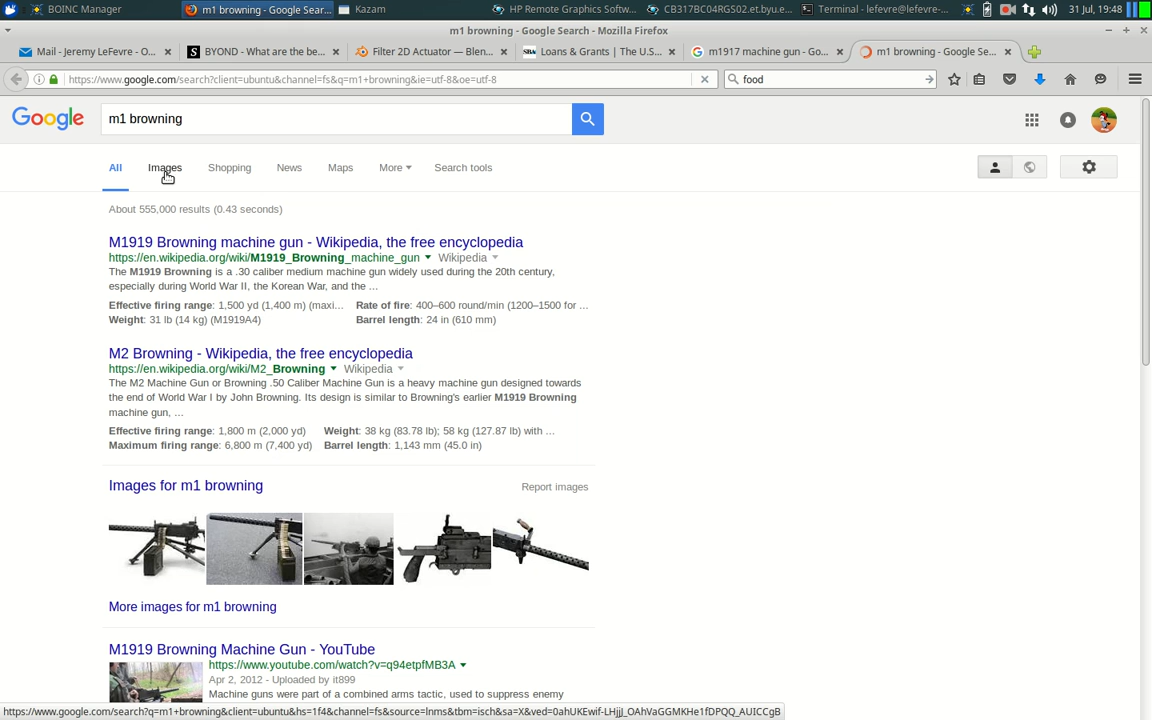 BOINC Manager
m1 browning - Google Sear...
Kazam
HP Remote Graphics Softw...
CB317BC04RGS02.et.byu.e...
Terminal - lefevre@lefevre-...
31 Jul, 19:48
m1 browning - Google Search - Mozilla Firefox
Mail - Jeremy LeFevre - O...
BYOND - What are the be...
Filter 2D Actuator — Blen...
Loans & Grants | The U.S....
m1917 machine gun - Go...
m1 browning - Google Se...
https://www.google.com/search?client=ubuntu&channel=fs&q=m1+browning&ie=utf-8&oe=utf-8
food
Google
m1 browning
All
Images
Shopping
News
Maps
More
Search tools
About 555,000 results (0.43 seconds)
M1919 Browning machine gun - Wikipedia, the free encyclopedia
https://en.wikipedia.org/wiki/M1919_Browning_machine_gun Wikipedia
The M1919 Browning is a .30 caliber medium machine gun widely used during the 20th century,
especially during World War II, the Korean War, and the ...
Effective firing range: 1,500 yd (1,400 m) (maxi... Rate of fire: 400–600 round/min (1200–1500 for ...
Weight: 31 lb (14 kg) (M1919A4) Barrel length: 24 in (610 mm)
M2 Browning - Wikipedia, the free encyclopedia
https://en.wikipedia.org/wiki/M2_Browning Wikipedia
The M2 Machine Gun or Browning .50 Caliber Machine Gun is a heavy machine gun designed towards
the end of World War I by John Browning. Its design is similar to Browning's earlier M1919 Browning
machine gun, ...
Effective firing range: 1,800 m (2,000 yd) Weight: 38 kg (83.78 lb); 58 kg (127.87 lb) with ...
Maximum firing range: 6,800 m (7,400 yd) Barrel length: 1,143 mm (45.0 in)
Images for m1 browning
Report images
More images for m1 browning
M1919 Browning Machine Gun - YouTube
https://www.youtube.com/watch?v=q94etpfMB3A
Apr 2, 2012 - Uploaded by it899
Machine guns were part of a combined arms tactic, used to suppress enemy
https://www.google.com/search?q=m1+browning&client=ubuntu&hs=1f4&channel=fs&source=lnms&tbm=isch&sa=X&ved=0ahUKEwif-LHjjJ_OAhVaGGMKHe1fDPQQ_AUICCgB